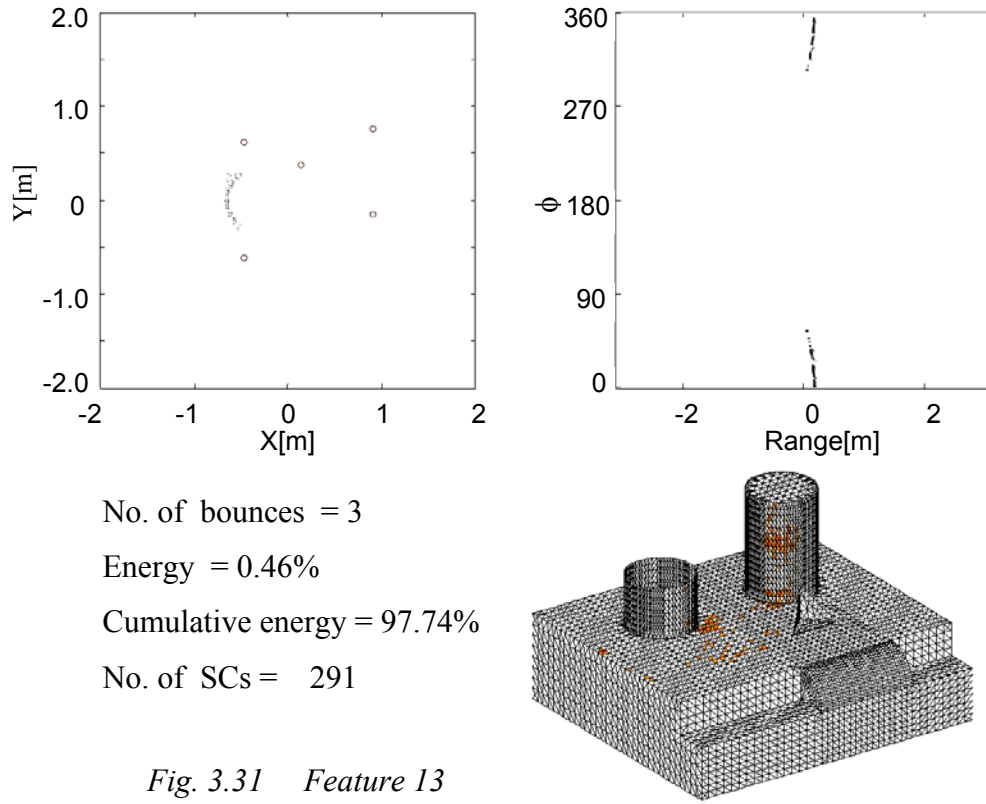 2.0
1.0
0
-1.0
-2.0
Y[m]
-2 -1 0 1 2
X[m]
360
270
180
90
0
ϕ
-2 0 2
Range[m]
No. of bounces = 3
Energy = 0.46%
Cumulative energy = 97.74%
No. of SCs = 291
Fig. 3.31 Feature 13